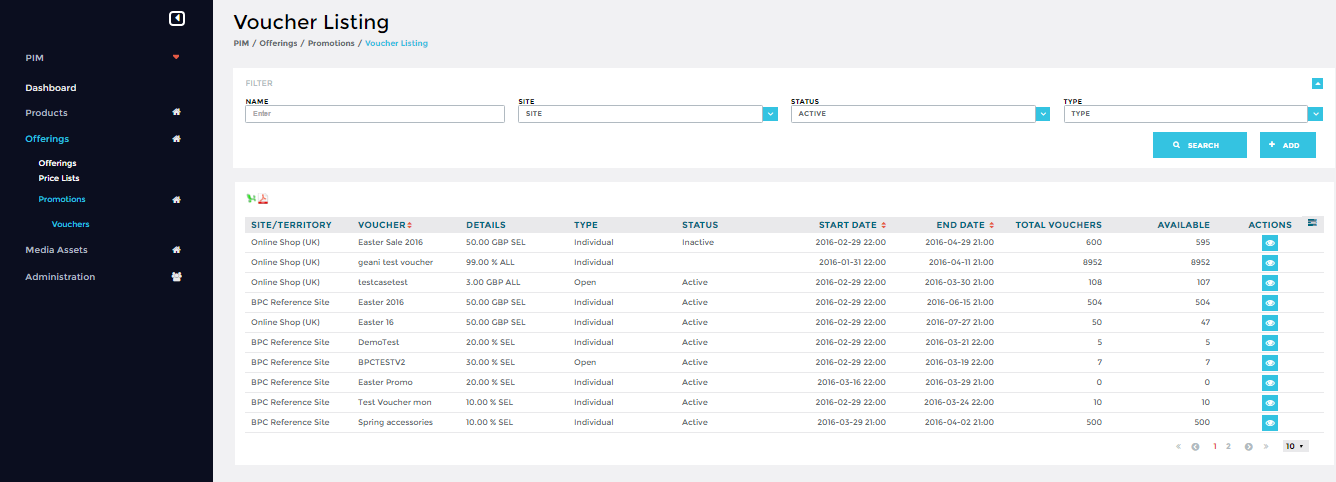 Voucher Listing
PIM / Offerings / Promotions / Voucher Listing
PIM
Dashboard
Products
Offerings
Offerings
Price Lists
Promotions
Vouchers
Media Assets
Administration
FILTER
NAME SITE STATUS TYPE
Enter SITE ACTIVE TYPE
SEARCH + ADD
SITE/TERRITORY VOUCHER DETAILS TYPE STATUS START DATE END DATE TOTAL VOUCHERS AVAILABLE ACTIONS
Online Shop (UK) Easter Sale 2016 50.00 GBP SEL Individual Inactive 2016-02-29 22:00 2016-04-29 21:00 600 595
Online Shop (UK) geani test voucher 99.00 % ALL Individual 2016-01-31 22:00 2016-04-11 21:00 8952 8952
Online Shop (UK) testcasetest 3.00 GBP ALL Open Active 2016-02-29 22:00 2016-03-30 21:00 108 107
BPC Reference Site Easter 2016 50.00 GBP SEL Individual Active 2016-02-29 22:00 2016-06-15 21:00 504 504
Online Shop (UK) Easter 16 50.00 GBP SEL Individual Active 2016-02-29 22:00 2016-07-27 21:00 50 47
BPC Reference Site DemoTest 20.00 % SEL Individual Active 2016-02-29 22:00 2016-03-21 22:00 5 5
BPC Reference Site BPCTESTV2 30.00 % SEL Open Active 2016-02-29 22:00 2016-03-19 22:00 7 7
BPC Reference Site Easter Promo 20.00 % SEL Individual Active 2016-03-16 22:00 2016-03-29 21:00 0 0
BPC Reference Site Test Voucher mon 10.00 % SEL Individual Active 2016-02-29 22:00 2016-03-24 22:00 10 10
BPC Reference Site Spring accessories 10.00 % SEL Individual Active 2016-03-29 21:00 2016-04-02 21:00 500 500
« 1 2 » 10